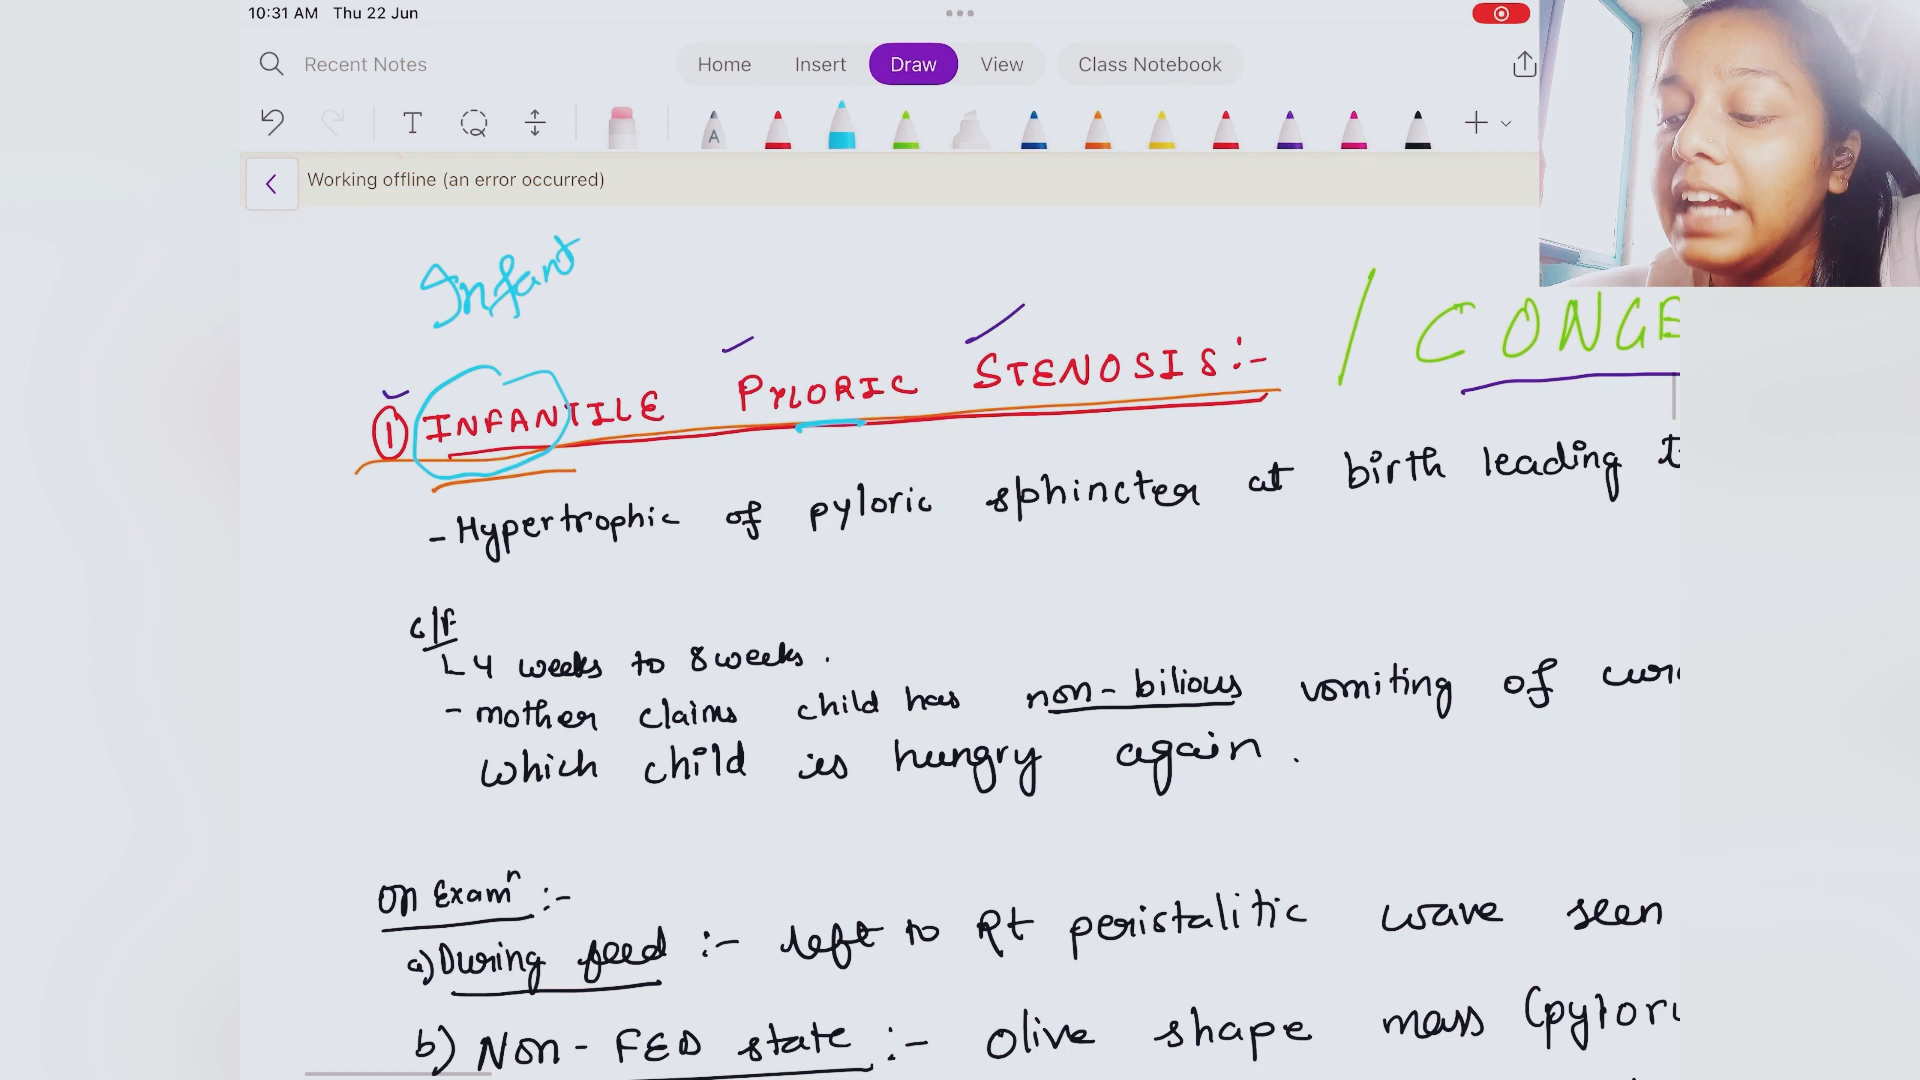 10:31 AM Thu 22 Jun
Recent Notes
Home Insert Draw View Class Notebook
T A
Working offline (an error occurred)
Infant
① INFANTILE PYLORIC STENOSIS :- / CONGE
- Hypertrophic of pyloric sphincter at birth leading t
c/f
4 weeks to 8 weeks .
- mother claims child has non-bilious vomiting of cur
which child is hungry again .
On Examⁿ :-
a) During feed :- left to Rt peristalitic wave seen
b) Non-FED state :- olive shape mass (pylori